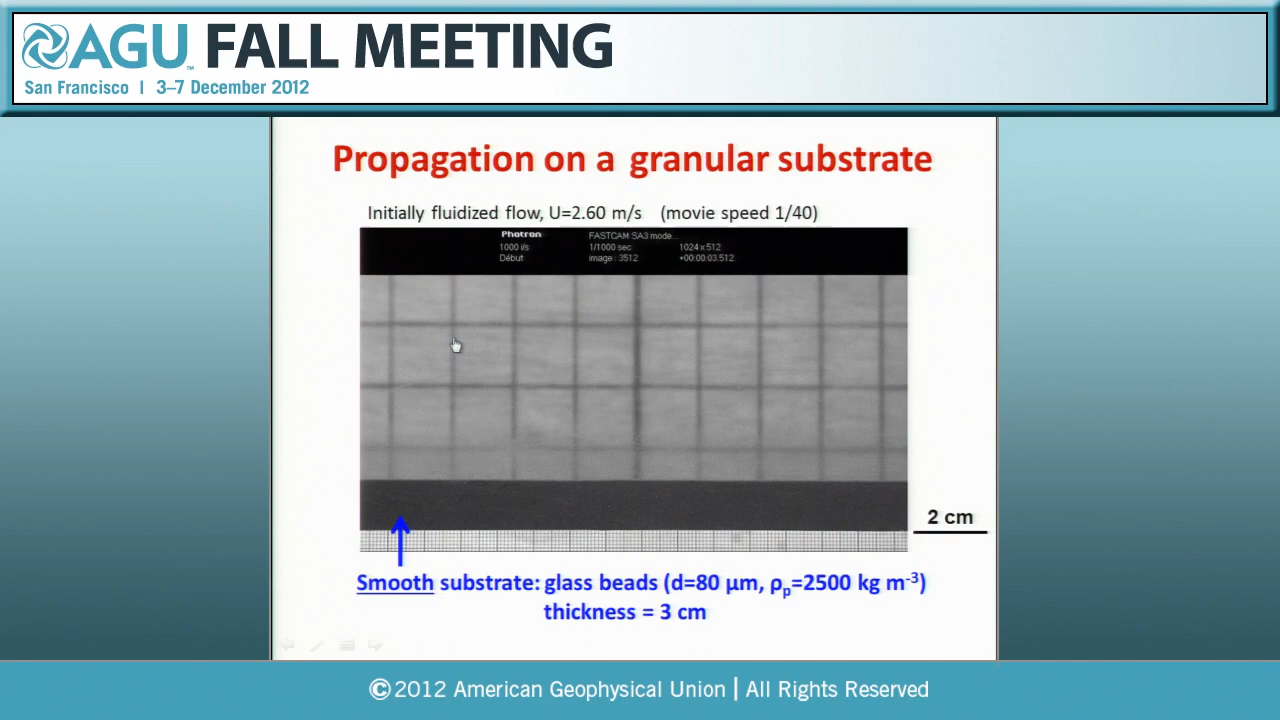 AGU™ FALL MEETING
San Francisco | 3–7 December 2012
Propagation on a granular substrate
Initially fluidized flow, U=2.60 m/s (movie speed 1/40)
Photron FASTCAM SA3 mode...
1000 i/s 1/1000 sec 1024 x 512
Début image : 3512 +00:00:03.512
2 cm
Smooth substrate: glass beads (d=80 µm, ρp=2500 kg m-3)
thickness = 3 cm
©2012 American Geophysical Union | All Rights Reserved